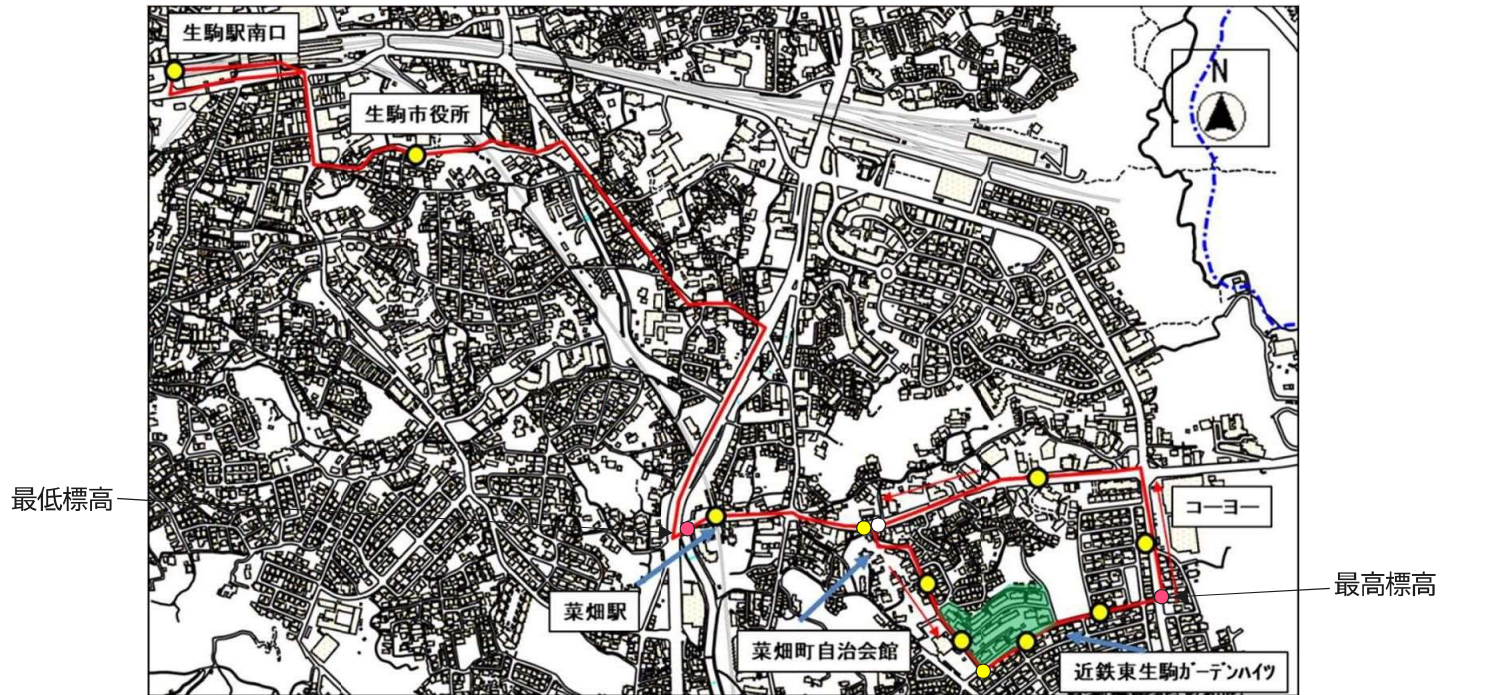 生駒駅南口
N
生駒市役所
最低標高
コーヨー
最高標高
菜畑駅
菜畑町自治会館
近鉄東生駒ｶﾞｰﾃﾞﾝﾊｲﾂ